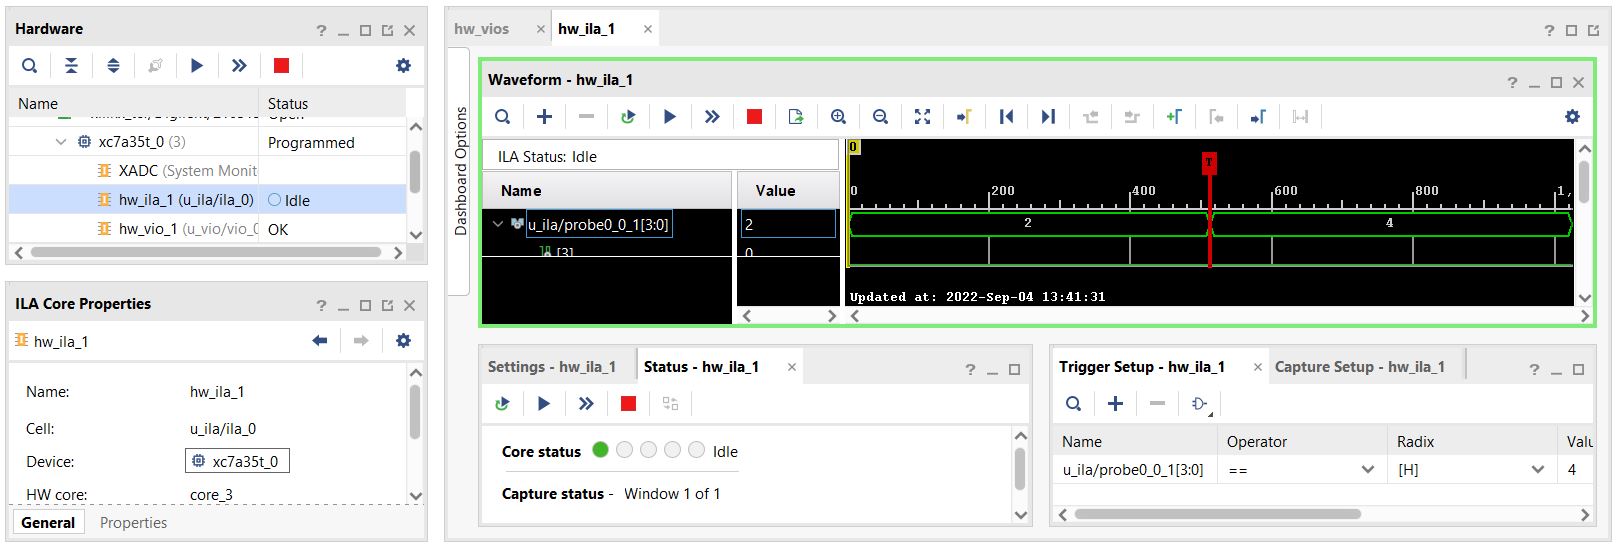 Hardware
Name Status
Open
xc7a35t_0 (3) Programmed
XADC (System Monit
hw_ila_1 (u_ila/ila_0) Idle
hw_vio_1 (u_vio/vio_0 OK
ILA Core Properties
hw_ila_1
Name: hw_ila_1
Cell: u_ila/ila_0
Device: xc7a35t_0
HW core: core_3
General Properties
hw_vios hw_ila_1
Dashboard Options
Waveform - hw_ila_1
ILA Status: Idle
Name Value
u_ila/probe0_0_1[3:0] 2
[3] 0
0
T
0 200 400 600 800 1,
2 4
Updated at: 2022-Sep-04 13:41:31
Settings - hw_ila_1 Status - hw_ila_1
Core status Idle
Capture status - Window 1 of 1
Trigger Setup - hw_ila_1 Capture Setup - hw_ila_1
Name Operator Radix Valu
u_ila/probe0_0_1[3:0] == [H] 4